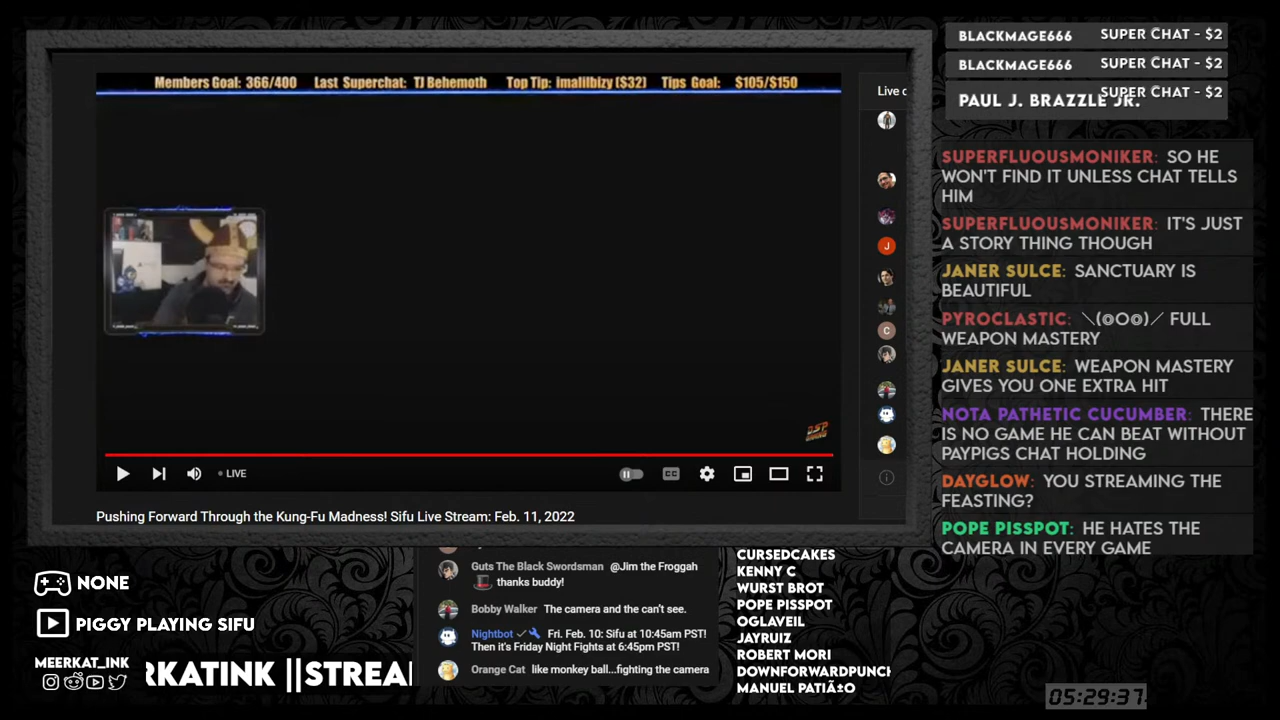 Members Goal: 366/400 Last Superchat: TJ Behemoth Top Tip: imalilbizy ($32) Tips Goal: $105/$150
Live c
J
C
DSP
GAMING
LIVE
CC
Pushing Forward Through the Kung-Fu Madness! Sifu Live Stream: Feb. 11, 2022
BLACKMAGE666 SUPER CHAT - $2
BLACKMAGE666 SUPER CHAT - $2
PAUL J. BRAZZLE JR. SUPER CHAT - $2
SUPERFLUOUSMONIKER: SO HE
WON'T FIND IT UNLESS CHAT TELLS
HIM
SUPERFLUOUSMONIKER: IT'S JUST
A STORY THING THOUGH
JANER SULCE: SANCTUARY IS
BEAUTIFUL
PYROCLASTIC: ＼(◎O◎)／ FULL
WEAPON MASTERY
JANER SULCE: WEAPON MASTERY
GIVES YOU ONE EXTRA HIT
NOTA PATHETIC CUCUMBER: THERE
IS NO GAME HE CAN BEAT WITHOUT
PAYPIGS CHAT HOLDING
DAYGLOW: YOU STREAMING THE
FEASTING?
POPE PISSPOT: HE HATES THE
CAMERA IN EVERY GAME
NONE
PIGGY PLAYING SIFU
MEERKAT_INK
RKATINK ||STREAM
Guts The Black Swordsman @Jim the Froggah
thanks buddy!
Bobby Walker The camera and the can't see.
Nightbot Fri. Feb. 10: Sifu at 10:45am PST!
Then it's Friday Night Fights at 6:45pm PST!
Orange Cat like monkey ball...fighting the camera
CURSEDCAKES
KENNY C
WURST BROT
POPE PISSPOT
OGLAVEIL
JAYRUIZ
ROBERT MORI
DOWNFORWARDPUNCH
MANUEL PATIÃ±O
05:29:37